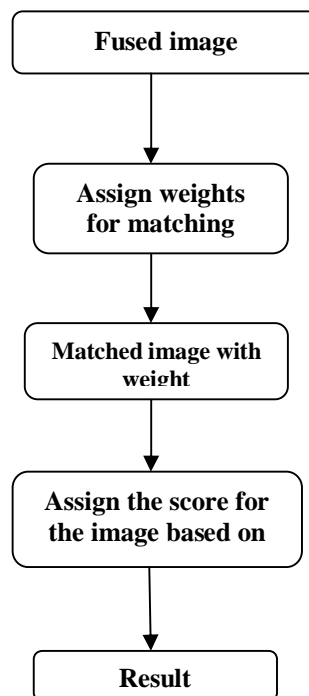 Fused image
Assign weights
for matching
Matched image with
weight
Assign the score for
the image based on
Result